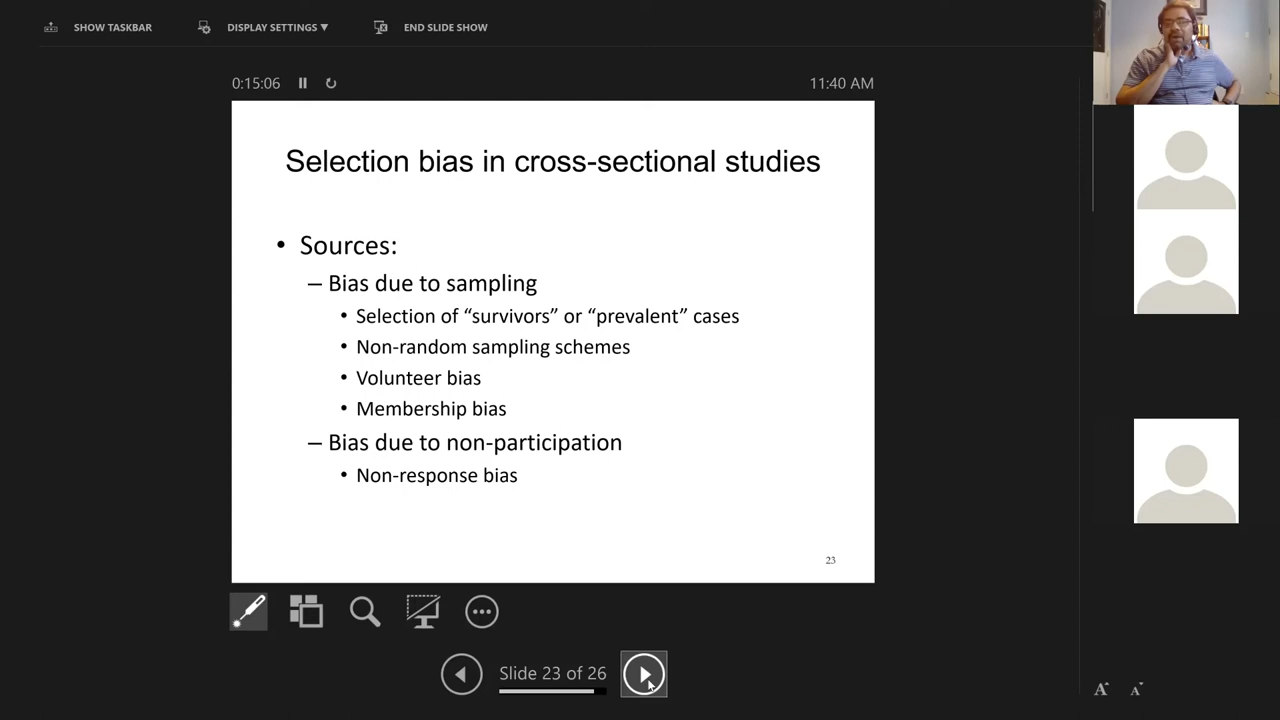 SHOW TASKBAR
DISPLAY SETTINGS ▼
END SLIDE SHOW
0:15:06
11:40 AM
Selection bias in cross-sectional studies
• Sources:
– Bias due to sampling
• Selection of “survivors” or “prevalent” cases
• Non-random sampling schemes
• Volunteer bias
• Membership bias
– Bias due to non-participation
• Non-response bias
23
Slide 23 of 26
A A